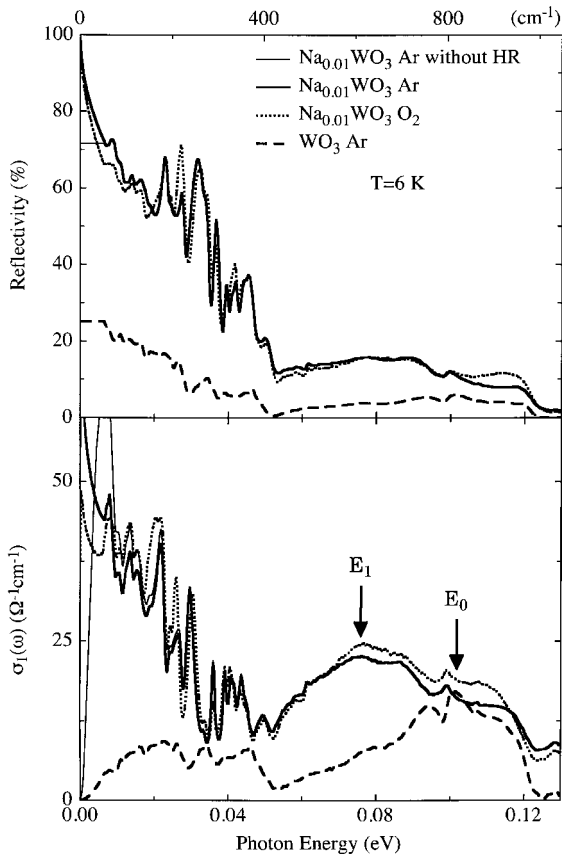 0 400 800 (cm⁻¹)
100
80
60
40
20
0
Reflectivity (%)
Na₀.₀₁WO₃ Ar without HR
Na₀.₀₁WO₃ Ar
Na₀.₀₁WO₃ O₂
WO₃ Ar
T=6 K
50
25
0
σ₁(ω) (Ω⁻¹cm⁻¹)
E₁
E₀
0.00 0.04 0.08 0.12
Photon Energy (eV)